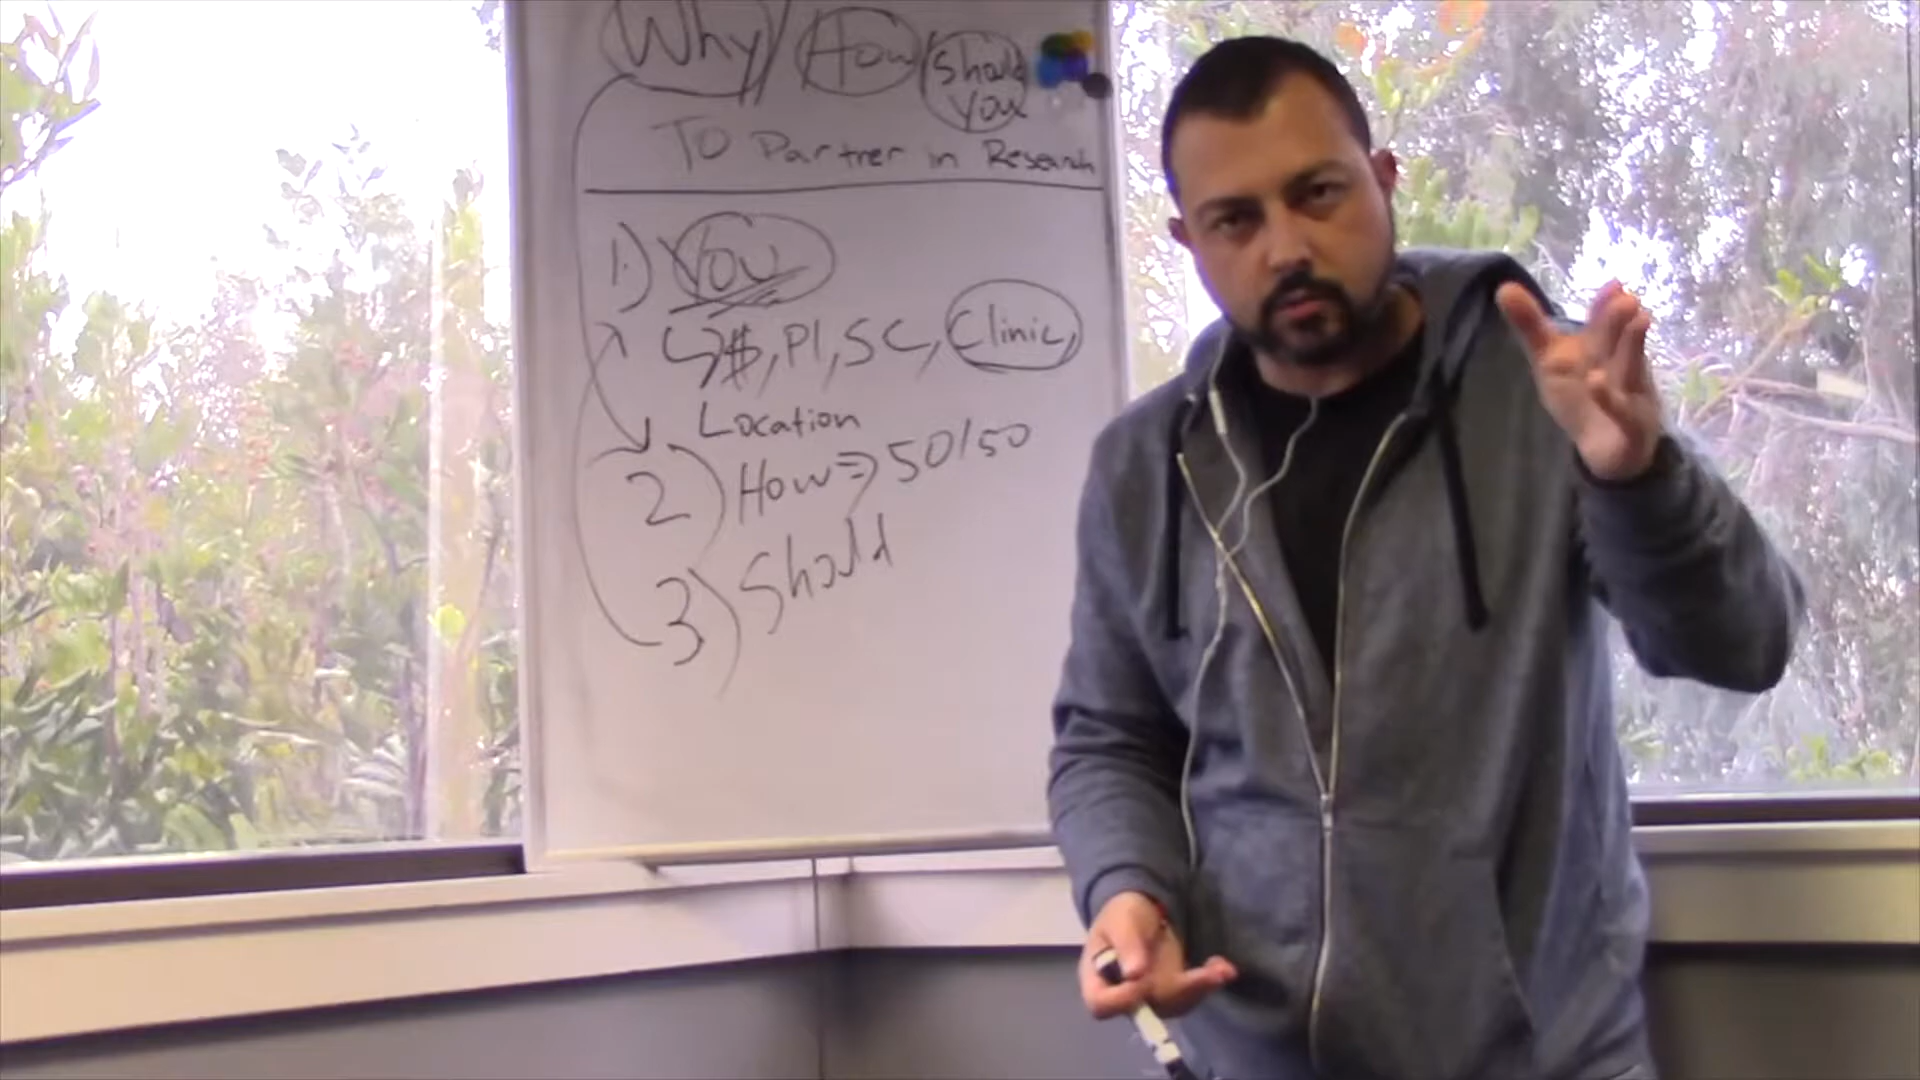 Why/How/Should
you
To Partner in Research
1.) You
$, PI, SC, Clinic,
Location
2) How => 50/50
3) Should